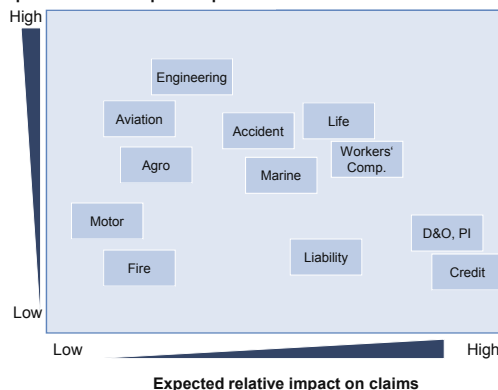 High
Engineering
Aviation
Life
Accident
Workers‘
Comp.
Agro
Marine
Motor
D&O, PI
Fire
Liability
Credit
Low
Low
High
Expected relative impact on claims